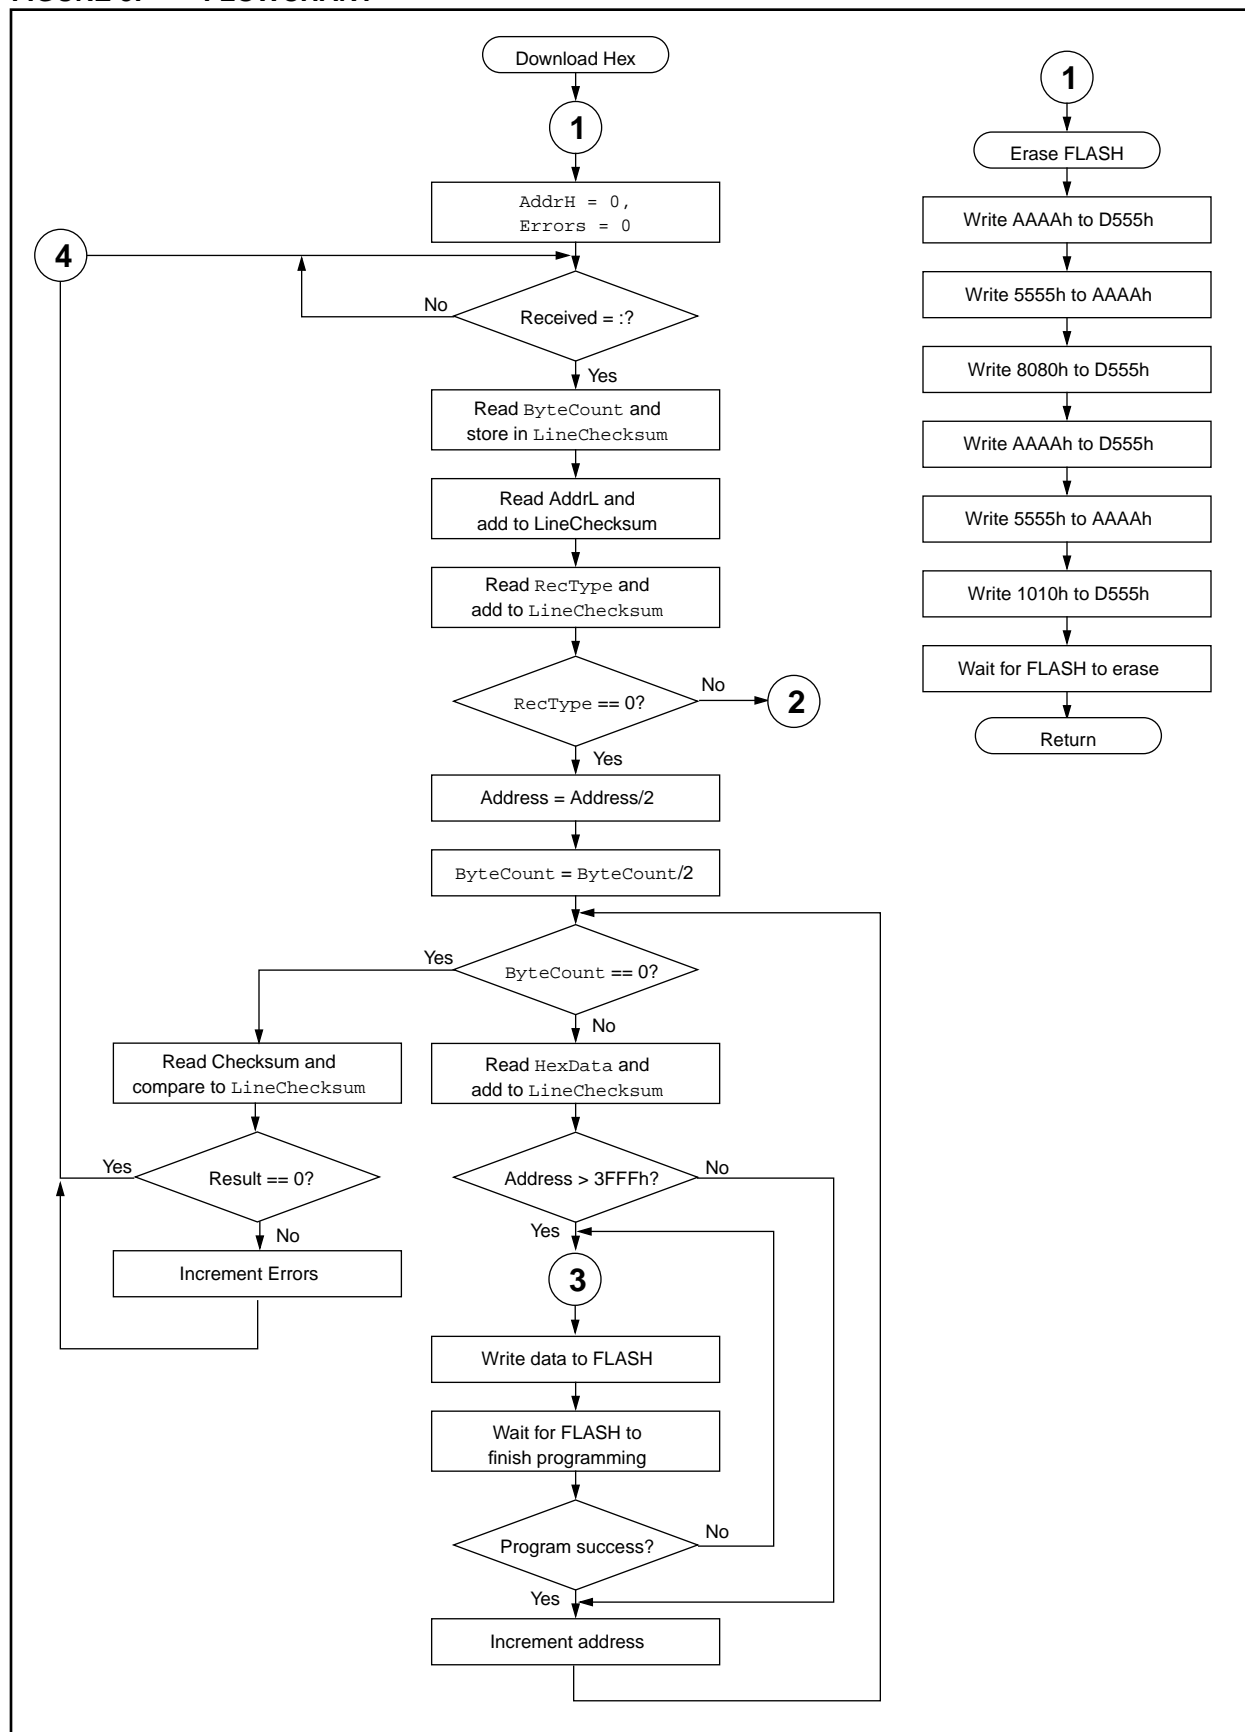 Download Hex
1
AddrH = 0,
Errors = 0
4
No
Received = :?
Yes
Read ByteCount and
store in LineChecksum
Read AddrL and
add to LineChecksum
Read RecType and
add to LineChecksum
RecType == 0?
No
2
Yes
Address = Address/2
ByteCount = ByteCount/2
Yes
ByteCount == 0?
No
Read Checksum and
compare to LineChecksum
Read HexData and
add to LineChecksum
Yes
Result == 0?
No
Increment Errors
Address > 3FFFh?
No
Yes
3
Write data to FLASH
Wait for FLASH to
finish programming
Program success?
No
Yes
Increment address
1
Erase FLASH
Write AAAAh to D555h
Write 5555h to AAAAh
Write 8080h to D555h
Write AAAAh to D555h
Write 5555h to AAAAh
Write 1010h to D555h
Wait for FLASH to erase
Return